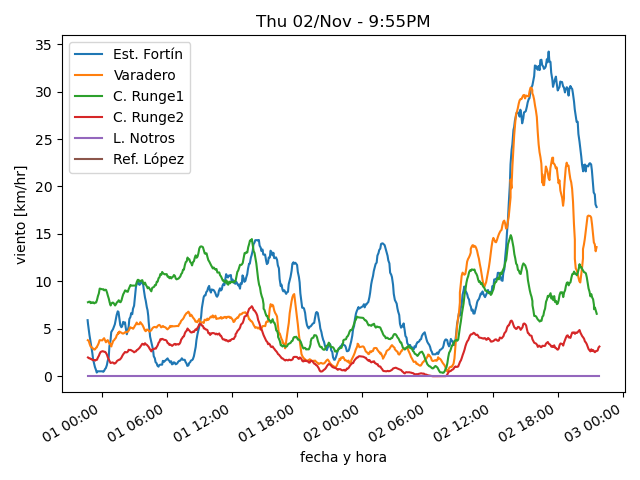 Thu 02/Nov - 9:55PM
Est. Fortín
Varadero
C. Runge1
C. Runge2
L. Notros
Ref. López
viento [km/hr]
35
30
25
20
15
10
5
0
01 00:00
01 06:00
01 12:00
01 18:00
02 00:00
02 06:00
02 12:00
02 18:00
03 00:00
fecha y hora